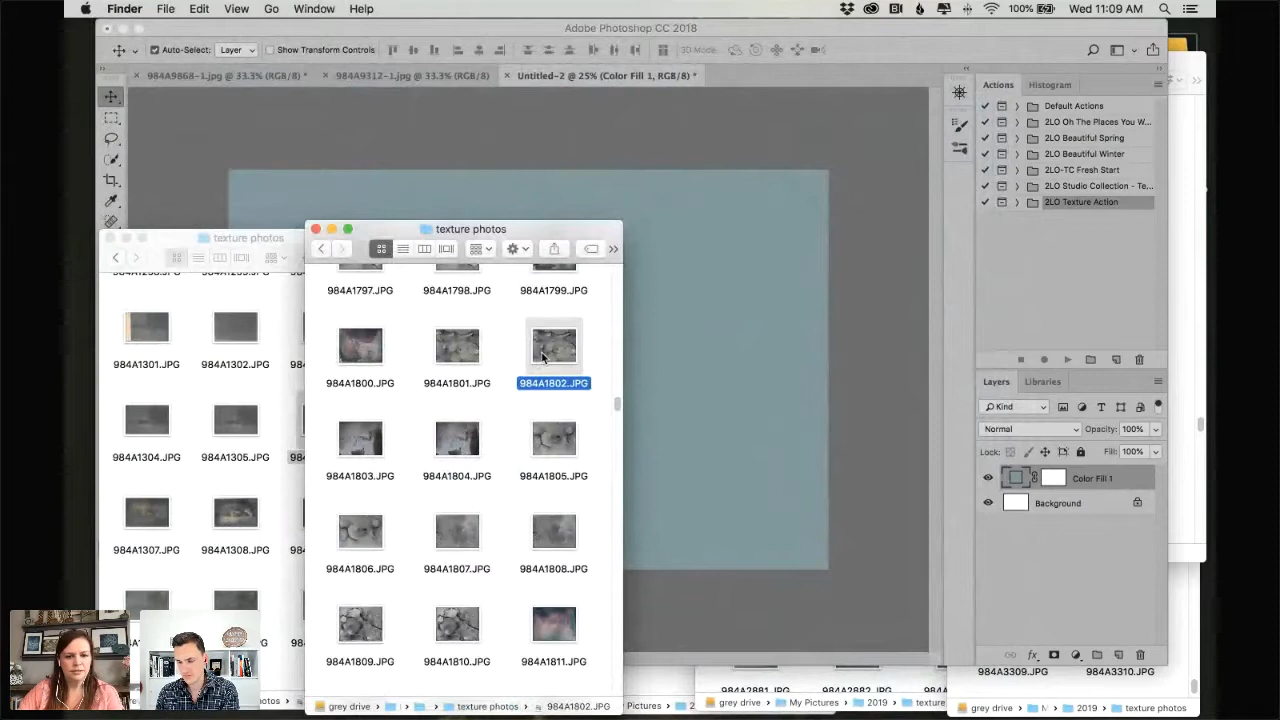 Finder File Edit View Go Window Help 100% Wed 11:09 AM
Adobe Photoshop CC 2018
Auto-Select: Layer Show Transform Controls 3D Mode:
984A9868-1.jpg @ 33.3% (RGB/8) * 984A9312-1.jpg @ 33.3% (RGB/8) Untitled-2 @ 25% (Color Fill 1, RGB/8) *
Actions Histogram
Default Actions
2LO Oh The Places You W...
2LO Beautiful Spring
2LO Beautiful Winter
2LO-TC Fresh Start
2LO Studio Collection - Te...
2LO Texture Action
texture photos
984A1301.JPG 984A1302.JPG
984A1304.JPG 984A1305.JPG
984A1307.JPG 984A1308.JPG
texture photos
984A1797.JPG 984A1798.JPG 984A1799.JPG
984A1800.JPG 984A1801.JPG 984A1802.JPG
984A1803.JPG 984A1804.JPG 984A1805.JPG
984A1806.JPG 984A1807.JPG 984A1808.JPG
984A1809.JPG 984A1810.JPG 984A1811.JPG
grey drive texture photos 984A1802.JPG
Layers Libraries
Kind
Normal Opacity: 100%
Lock: Fill: 100%
Color Fill 1
Background
984A3309.JPG 984A3310.JPG
grey drive My Pictures 2019 texture
grey drive M 2019 texture photos